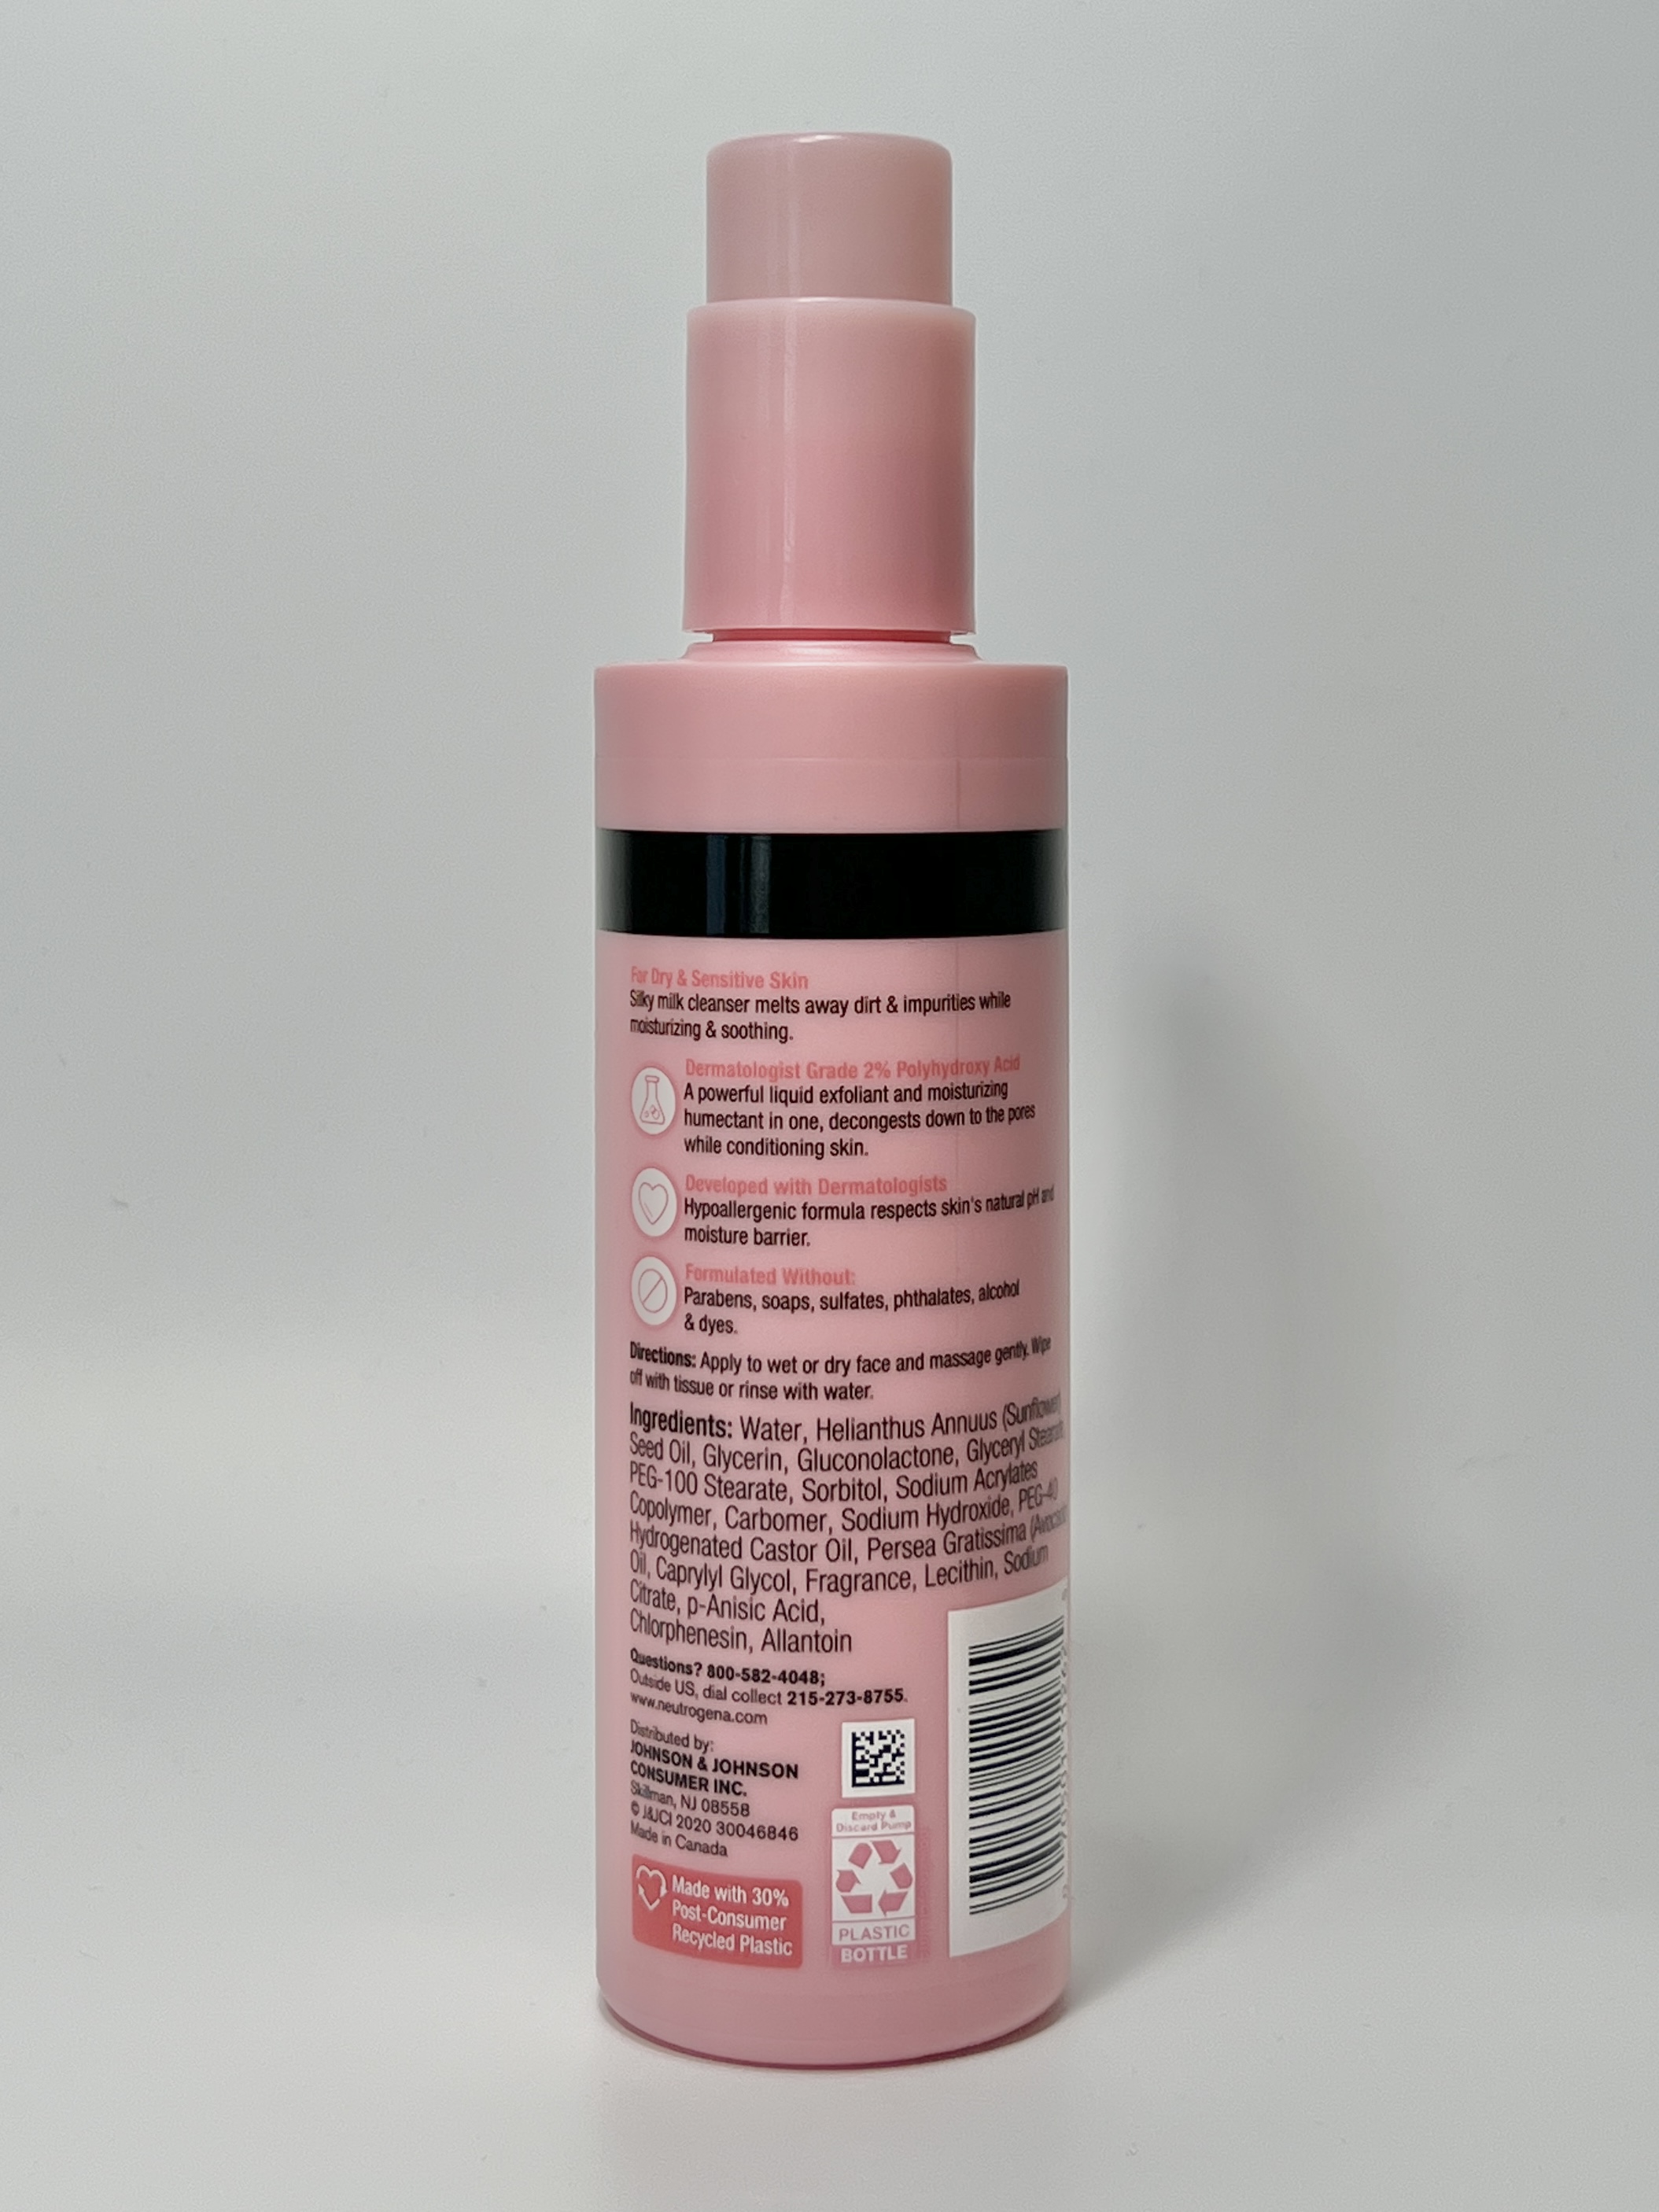 For Dry & Sensitive Skin
Silky milk cleanser melts away dirt & impurities while
moisturizing & soothing.
Dermatologist Grade 2% Polyhydroxy Acid
A powerful liquid exfoliant and moisturizing
humectant in one, decongests down to the pores
while conditioning skin.
Developed with Dermatologists
Hypoallergenic formula respects skin's natural pH and
moisture barrier.
Formulated Without:
Parabens, soaps, sulfates, phthalates, alcohol
& dyes.
Directions: Apply to wet or dry face and massage gently. Wipe
off with tissue or rinse with water.
Ingredients: Water, Helianthus Annuus (Sunflower)
Seed Oil, Glycerin, Gluconolactone, Glyceryl Stearate,
PEG-100 Stearate, Sorbitol, Sodium Acrylates
Copolymer, Carbomer, Sodium Hydroxide, PEG-40
Hydrogenated Castor Oil, Persea Gratissima (Avocado)
Oil, Caprylyl Glycol, Fragrance, Lecithin, Sodium
Citrate, p-Anisic Acid,
Chlorphenesin, Allantoin
Questions? 800-582-4048;
Outside US, dial collect 215-273-8755.
www.neutrogena.com
Distributed by:
JOHNSON & JOHNSON
CONSUMER INC.
Skillman, NJ 08558
© J&JCI 2020 30046846
Made in Canada
Made with 30%
Post-Consumer
Recycled Plastic
Empty &
Discard Pump
PLASTIC
BOTTLE